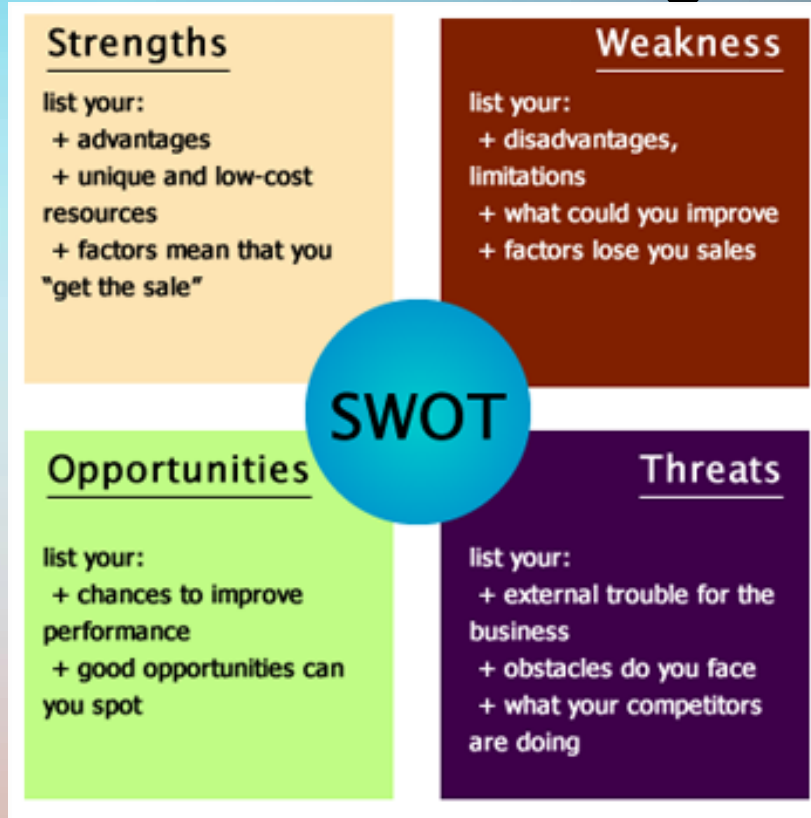 Strengths
list your:
+ advantages
+ unique and low-cost
resources
+ factors mean that you
“get the sale”
Weakness
list your:
+ disadvantages,
limitations
+ what could you improve
+ factors lose you sales
SWOT
Opportunities
list your:
+ chances to improve
performance
+ good opportunities can
you spot
Threats
list your:
+ external trouble for the
business
+ obstacles do you face
+ what your competitors
are doing